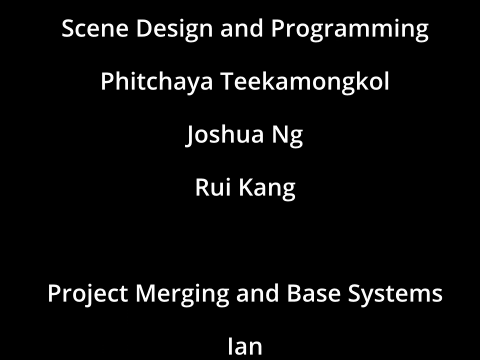 Scene Design and Programming
Phitchaya Teekamongkol
Joshua Ng
Rui Kang
Project Merging and Base Systems
Ian